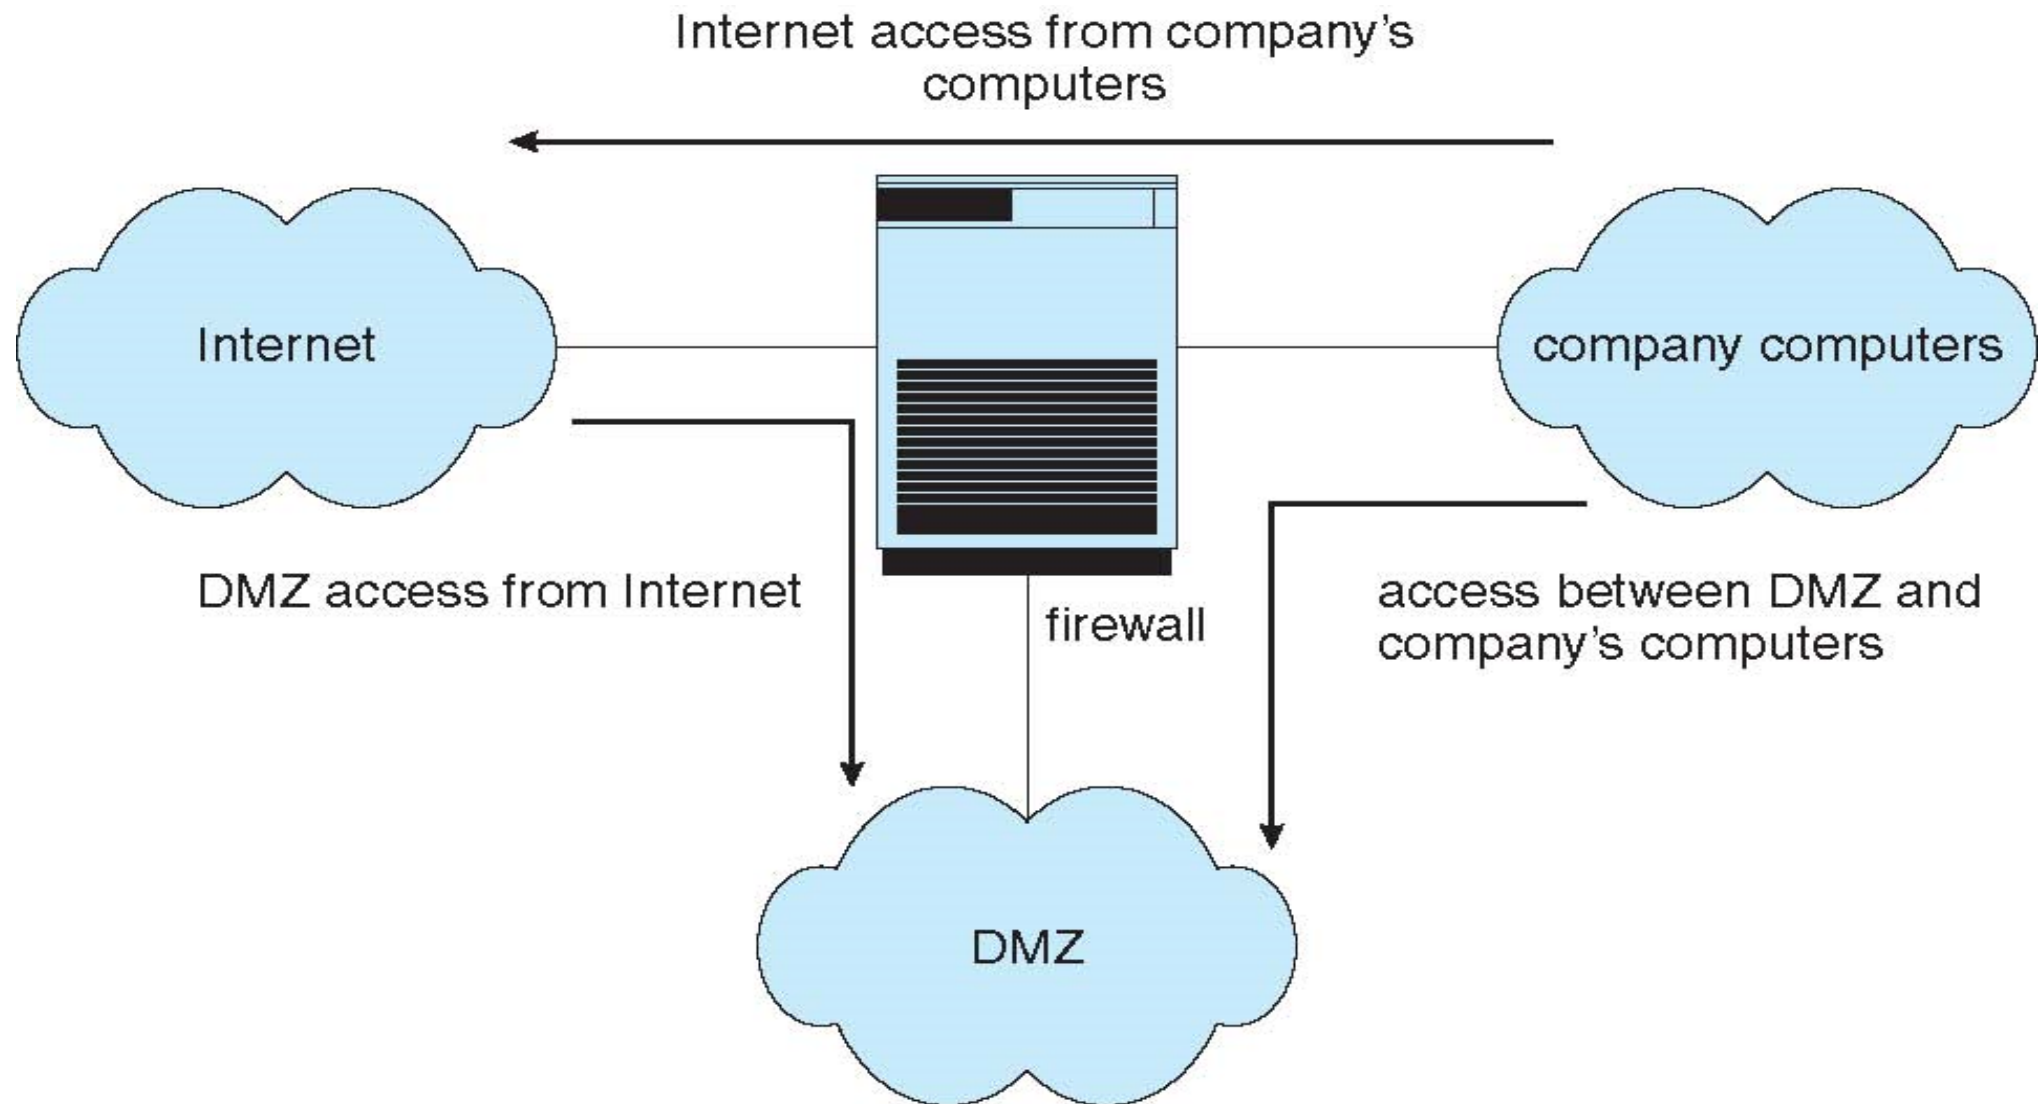 Internet access from company's
computers
Internet
company computers
DMZ access from Internet
firewall
access between DMZ and
company's computers
DMZ